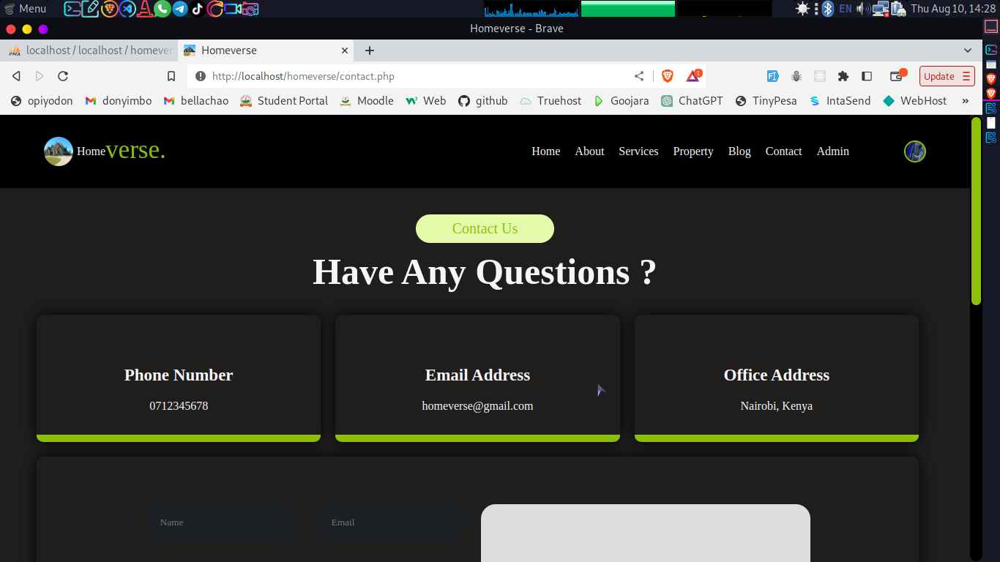 Menu
EN
Thu Aug 10, 14:28
Homeverse - Brave
PMA
localhost / localhost / homever
Homeverse
http://localhost/homeverse/contact.php
1
Update
opiyodon
donyimbo
bellachao
Student Portal
Moodle
Web
github
Truehost
Goojara
ChatGPT
TinyPesa
IntaSend
WebHost
»
Homeverse.
Home
About
Services
Property
Blog
Contact
Admin
Contact Us
Have Any Questions ?
Phone Number
0712345678
Email Address
homeverse@gmail.com
Office Address
Nairobi, Kenya
Name
Email